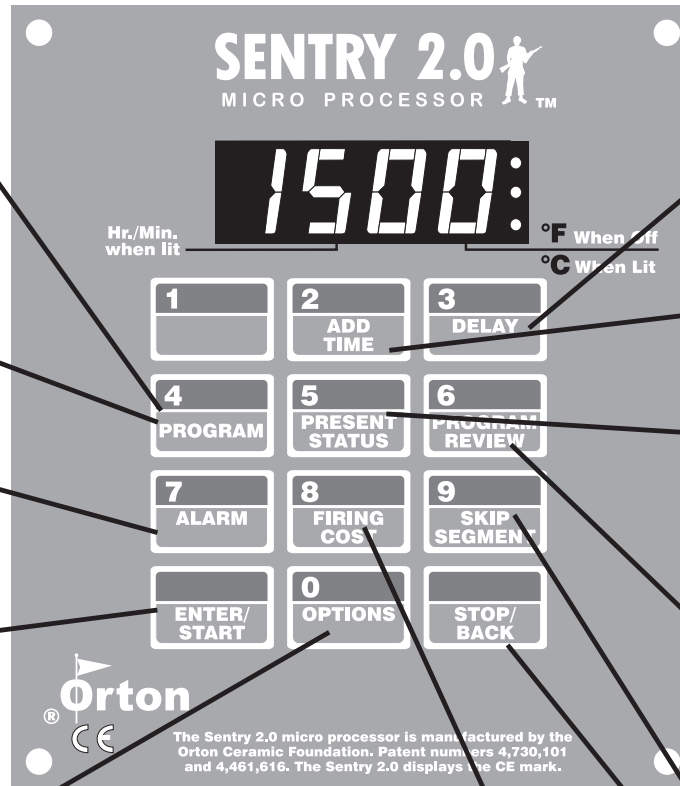 SENTRY 2.0
MICRO PROCESSOR ™
1500:
Hr./Min.
when lit
°F When Off
°C When Lit
1
2
ADD
TIME
3
DELAY
4
PROGRAM
5
PRESENT
STATUS
6
PROGRAM
REVIEW
7
ALARM
8
FIRING
COST
9
SKIP
SEGMENT
ENTER/
START
0
OPTIONS
STOP/
BACK
Orton
®
CE
The Sentry 2.0 micro processor is manufactured by the
Orton Ceramic Foundation. Patent numbers 4,730,101
and 4,461,616. The Sentry 2.0 displays the CE mark.